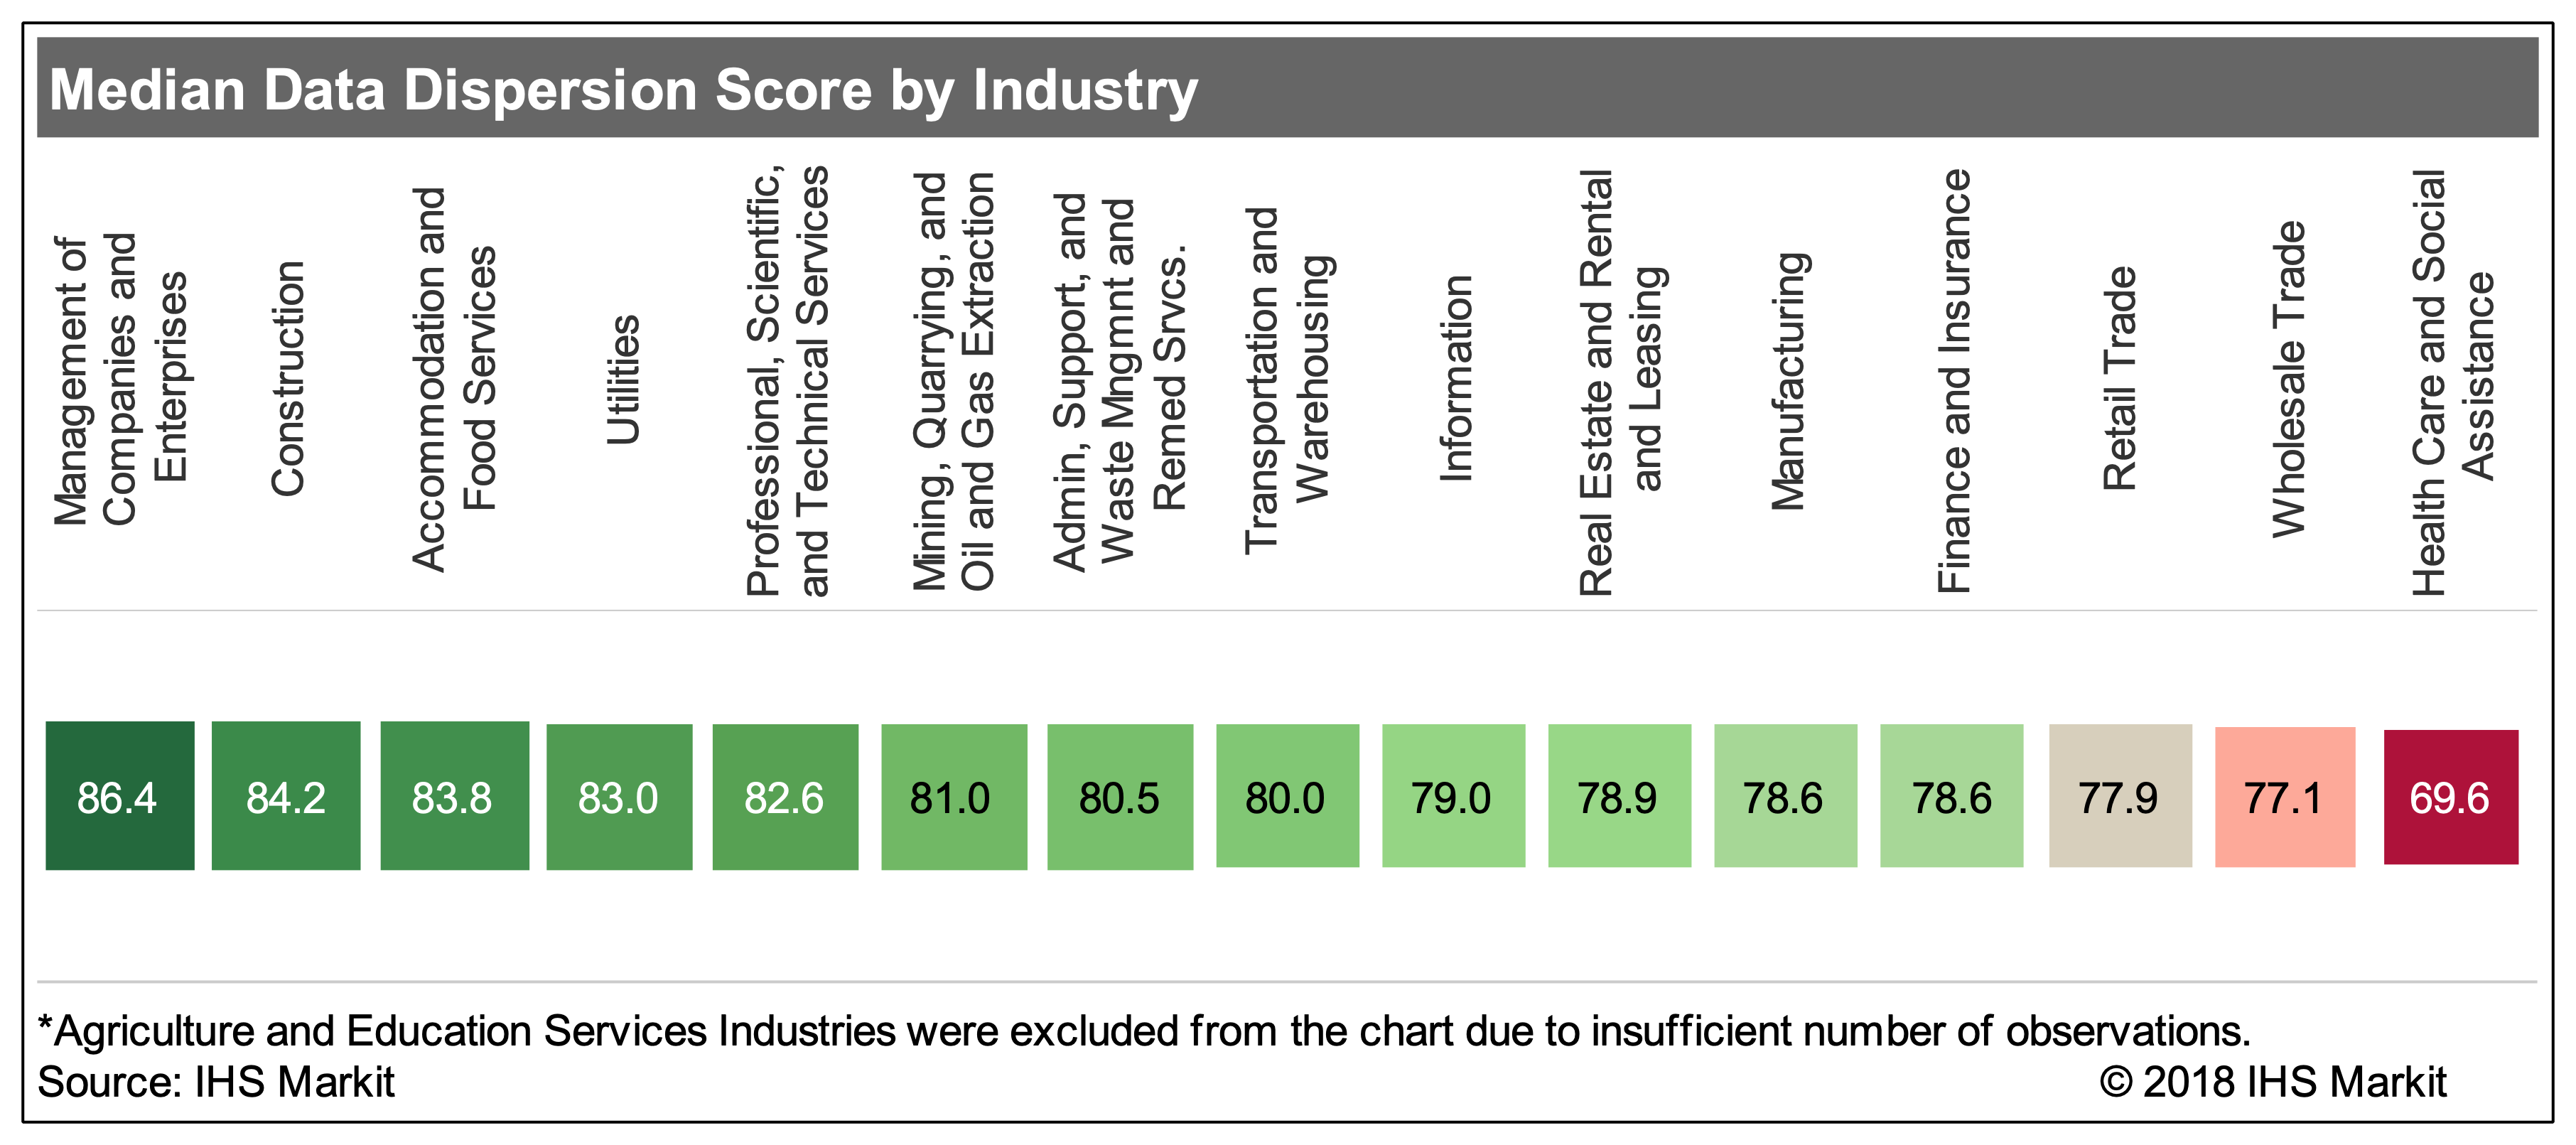 Median Data Dispersion Score by Industry
Management of
Companies and
Enterprises
Construction
Accommodation and
Food Services
Utilities
Professional, Scientific,
and Technical Services
Mining, Quarrying, and
Oil and Gas Extraction
Admin, Support, and
Waste Mngmnt and
Remed Srvcs.
Transportation and
Warehousing
Information
Real Estate and Rental
and Leasing
Manufacturing
Finance and Insurance
Retail Trade
Wholesale Trade
Health Care and Social
Assistance
86.4 84.2 83.8 83.0 82.6 81.0 80.5 80.0 79.0 78.9 78.6 78.6 77.9 77.1 69.6
*Agriculture and Education Services Industries were excluded from the chart due to insufficient number of observations.
Source: IHS Markit © 2018 IHS Markit